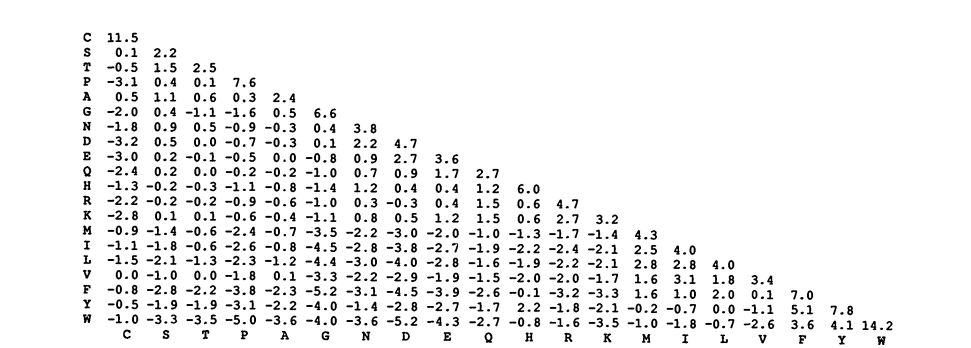 C 11.5
S 0.1 2.2
T -0.5 1.5 2.5
P -3.1 0.4 0.1 7.6
A 0.5 1.1 0.6 0.3 2.4
G -2.0 0.4 -1.1 -1.6 0.5 6.6
N -1.8 0.9 0.5 -0.9 -0.3 0.4 3.8
D -3.2 0.5 0.0 -0.7 -0.3 0.1 2.2 4.7
E -3.0 0.2 -0.1 -0.5 0.0 -0.8 0.9 2.7 3.6
Q -2.4 0.2 0.0 -0.2 -0.2 -1.0 0.7 0.9 1.7 2.7
H -1.3 -0.2 -0.3 -1.1 -0.8 -1.4 1.2 0.4 0.4 1.2 6.0
R -2.2 -0.2 -0.2 -0.9 -0.6 -1.0 0.3 -0.3 0.4 1.5 0.6 4.7
K -2.8 0.1 0.1 -0.6 -0.4 -1.1 0.8 0.5 1.2 1.5 0.6 2.7 3.2
M -0.9 -1.4 -0.6 -2.4 -0.7 -3.5 -2.2 -3.0 -2.0 -1.0 -1.3 -1.7 -1.4 4.3
I -1.1 -1.8 -0.6 -2.6 -0.8 -4.5 -2.8 -3.8 -2.7 -1.9 -2.2 -2.4 -2.1 2.5 4.0
L -1.5 -2.1 -1.3 -2.3 -1.2 -4.4 -3.0 -4.0 -2.8 -1.6 -1.9 -2.2 -2.1 2.8 2.8 4.0
V 0.0 -1.0 0.0 -1.8 0.1 -3.3 -2.2 -2.9 -1.9 -1.5 -2.0 -2.0 -1.7 1.6 3.1 1.8 3.4
F -0.8 -2.8 -2.2 -3.8 -2.3 -5.2 -3.1 -4.5 -3.9 -2.6 -0.1 -3.2 -3.3 1.6 1.0 2.0 0.1 7.0
Y -0.5 -1.9 -1.9 -3.1 -2.2 -4.0 -1.4 -2.8 -2.7 -1.7 2.2 -1.8 -2.1 -0.2 -0.7 0.0 -1.1 5.1 7.8
W -1.0 -3.3 -3.5 -5.0 -3.6 -4.0 -3.6 -5.2 -4.3 -2.7 -0.8 -1.6 -3.5 -1.0 -1.8 -0.7 -2.6 3.6 4.1 14.2
C S T P A G N D E Q H R K M I L V F Y W